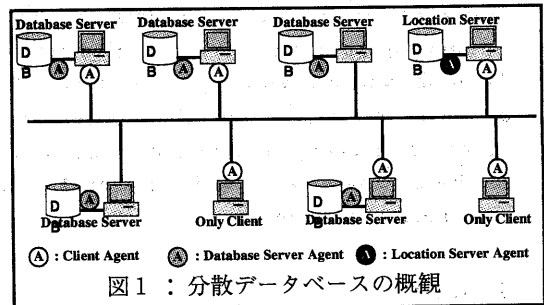 Database Server Database Server Database Server Location Server
D B A A
D B A A
D B A
D B A A
D B A
A
D B A A
A
Database Server Only Client Database Server Only Client
A : Client Agent A : Database Server Agent A : Location Server Agent
図1 : 分散データベースの概観